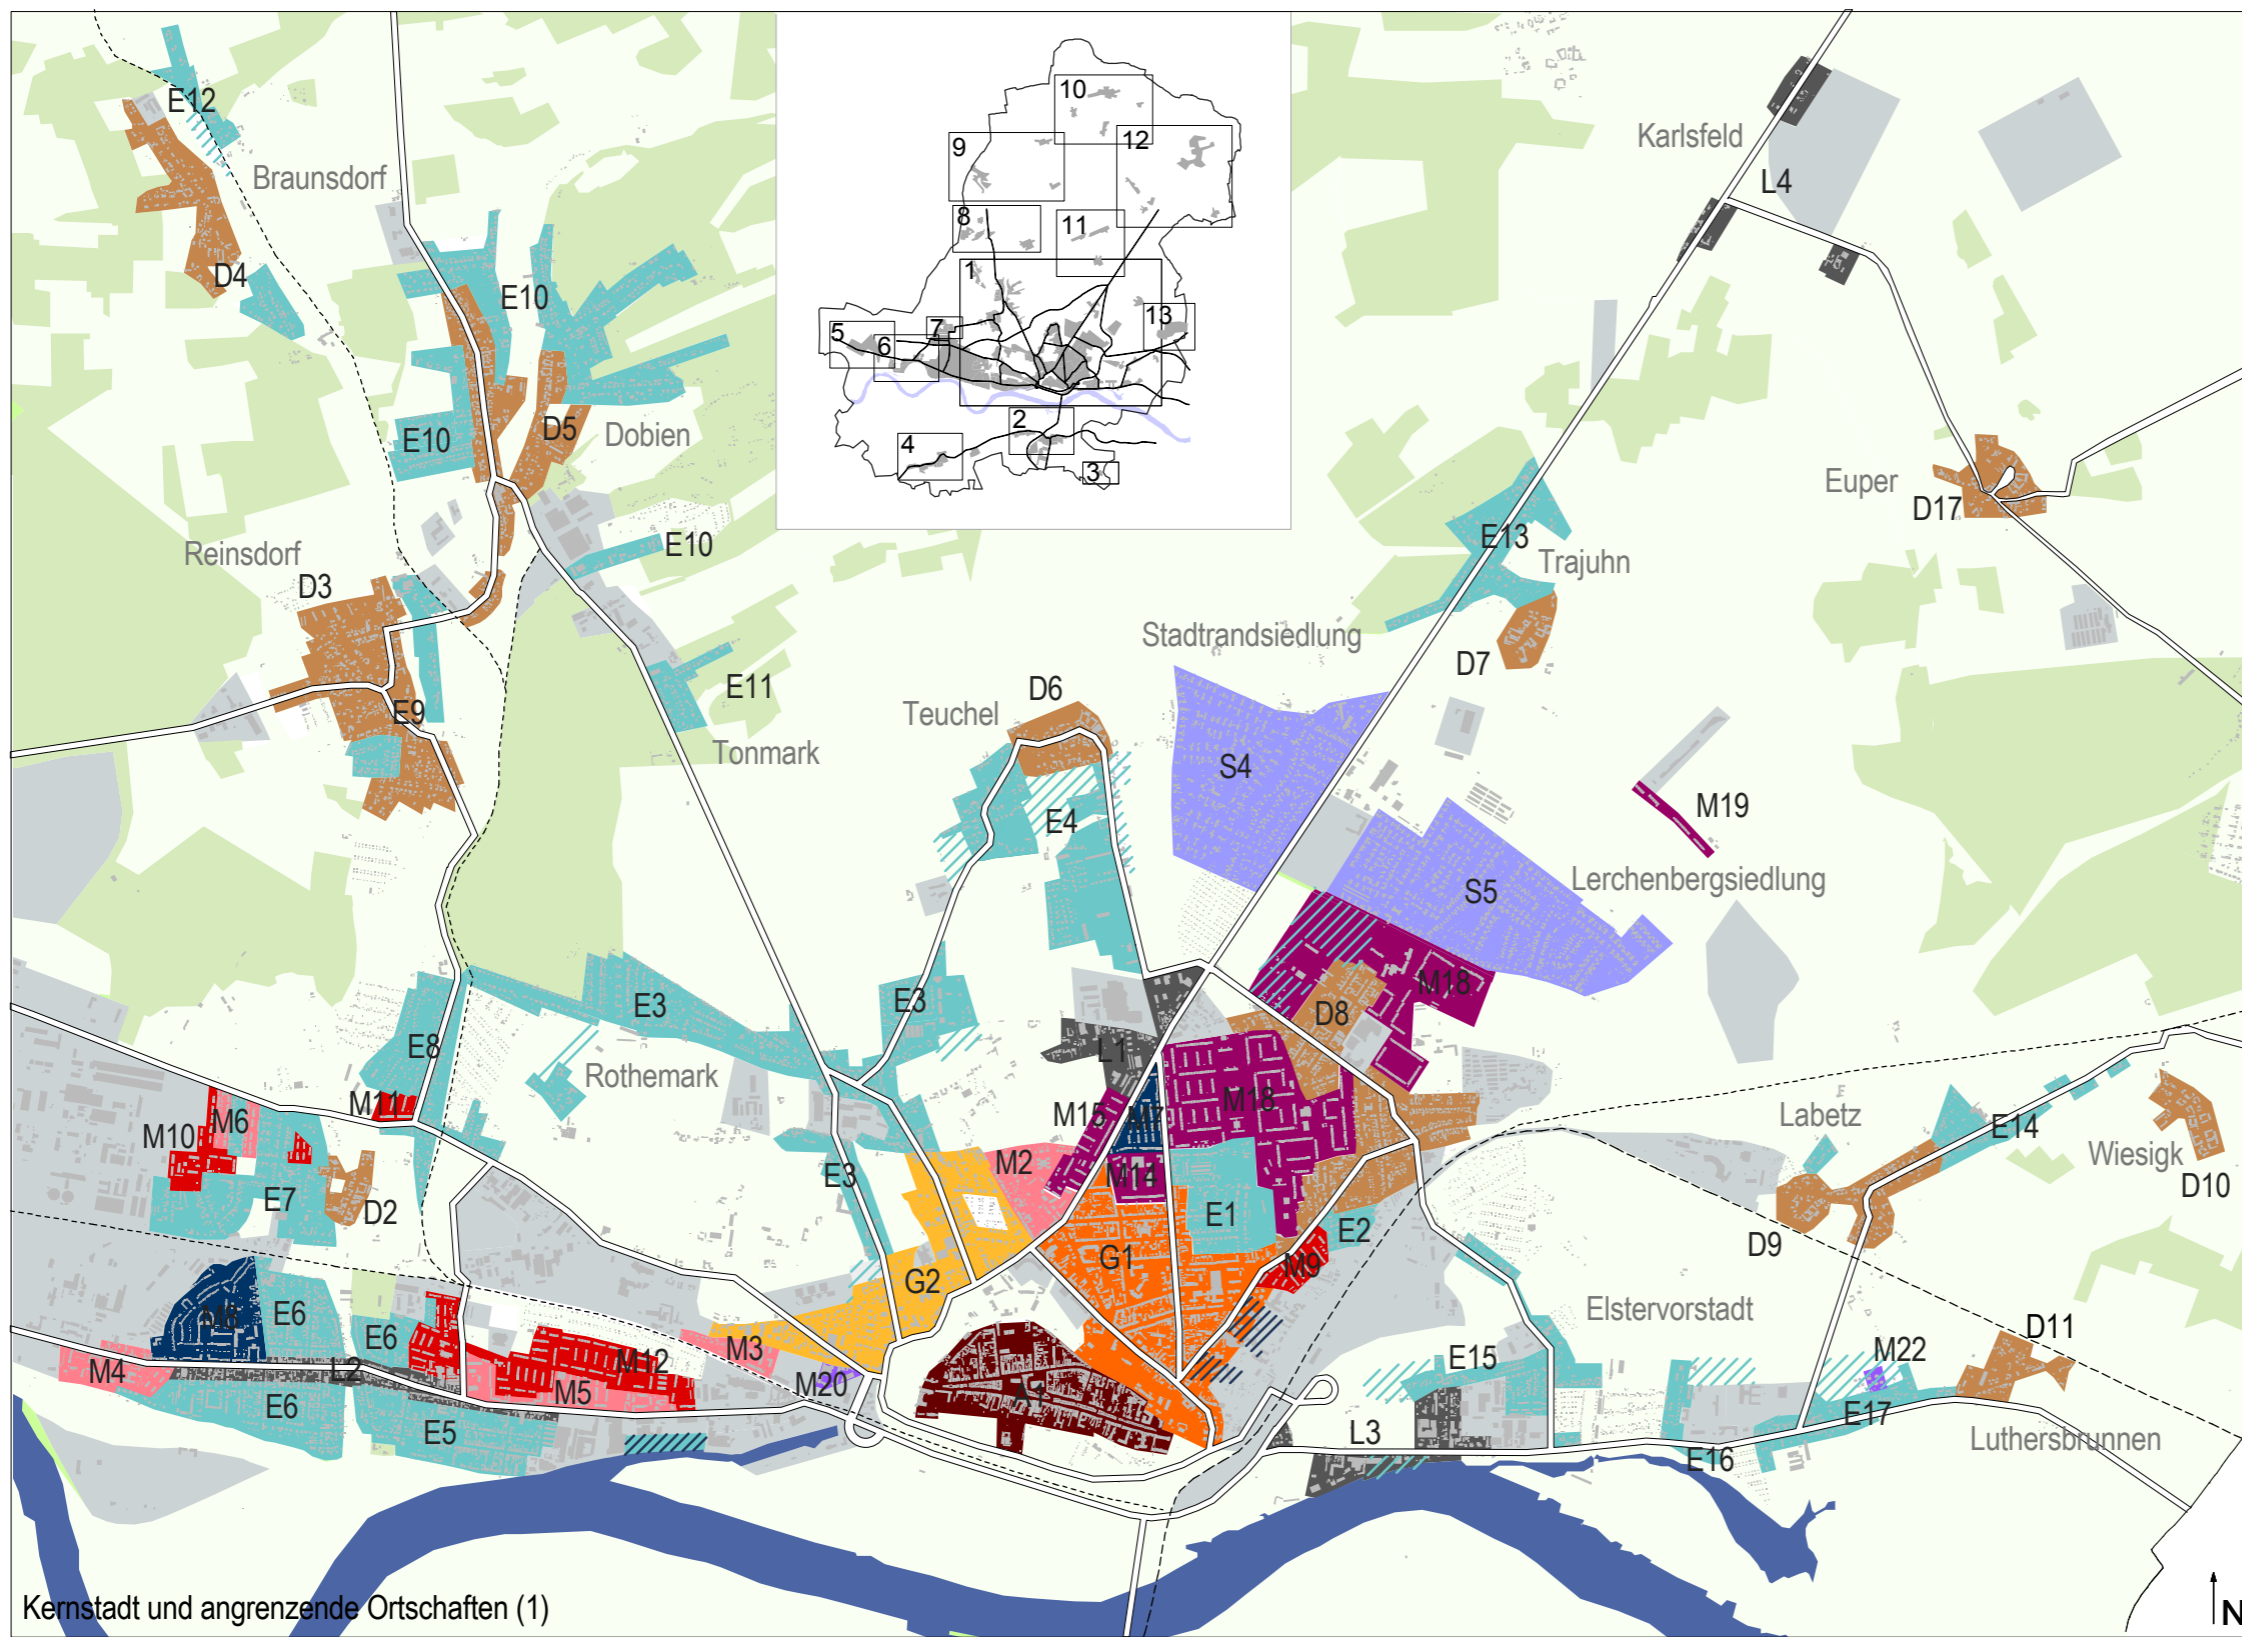 10
E12
12
Karlsfeld
9
L4
Braunsdorf
8
11
D4
E10
1
13
5
7
6
E10
D5
Dobien
2
4
3
Euper
D17
E13
Reinsdorf
E10
Trajuhn
D3
Stadtrandsiedlung
D7
E11
D6
Teuchel
E9
Tonmark
S4
M19
E4
Lerchenbergsiedlung
S5
M18
E3
E3
D8
E8
L1
Rothemark
M11
M6
M15
M7
M18
Labetz
E14
M10
Wiesigk
M2
M14
E3
D10
E7
D2
E1
E2
D9
G1
M9
G2
Elstervorstadt
M8
E6
D11
E6
M3
M22
M4
L2
M12
E15
M5
M20
A1
E6
E17
E5
L3
Luthersbrunnen
E16
Kernstadt und angrenzende Ortschaften (1)
N